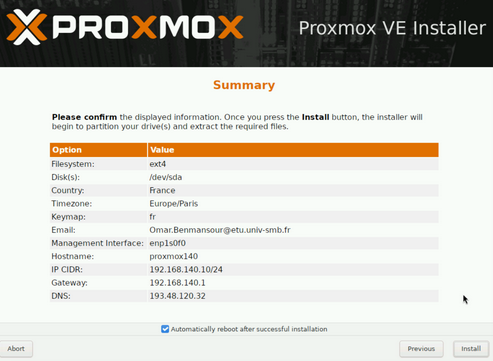 PROXMOX
Proxmox VE Installer
Summary
Please confirm the displayed information. Once you press the Install button, the installer will
begin to partition your drive(s) and extract the required files.
Option Value
Filesystem: ext4
Disk(s): /dev/sda
Country: France
Timezone: Europe/Paris
Keymap: fr
Email: Omar.Benmansour@etu.univ-smb.fr
Management Interface: enp1s0f0
Hostname: proxmox140
IP CIDR: 192.168.140.10/24
Gateway: 192.168.140.1
DNS: 193.48.120.32
Automatically reboot after successful installation
Abort Previous Install